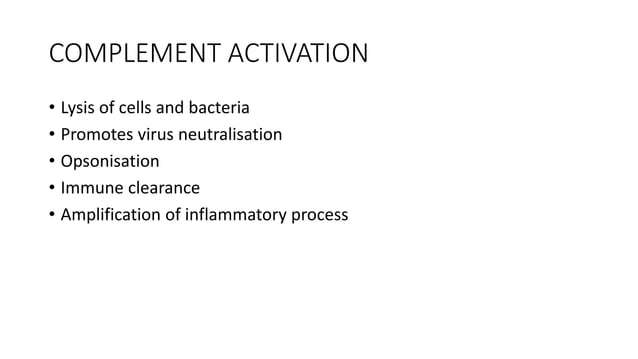 COMPLEMENT ACTIVATION
• Lysis of cells and bacteria
• Promotes virus neutralisation
• Opsonisation
• Immune clearance
• Amplification of inflammatory process